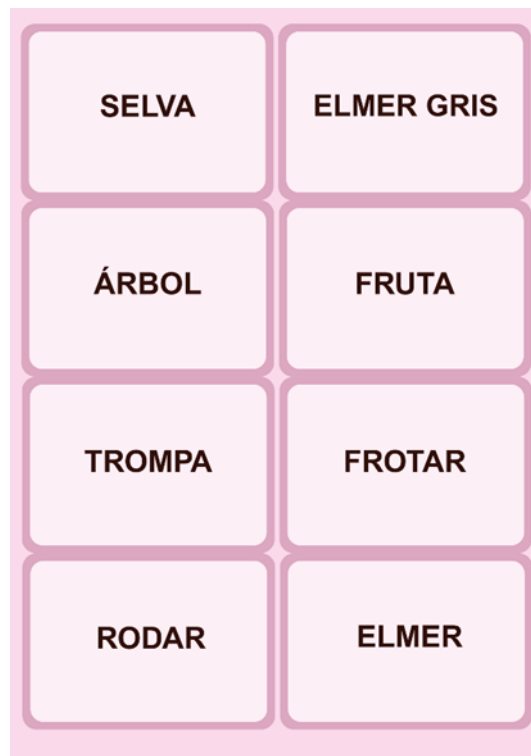 SELVA
ELMER GRIS
ÁRBOL
FRUTA
TROMPA
FROTAR
RODAR
ELMER